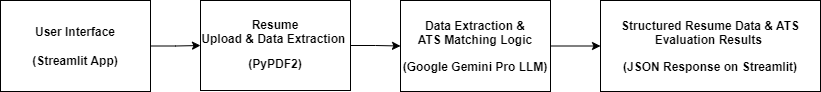 User Interface
(Streamlit App)
Resume
Upload & Data Extraction
(PyPDF2)
Data Extraction &
ATS Matching Logic
(Google Gemini Pro LLM)
Structured Resume Data & ATS
Evaluation Results
(JSON Response on Streamlit)